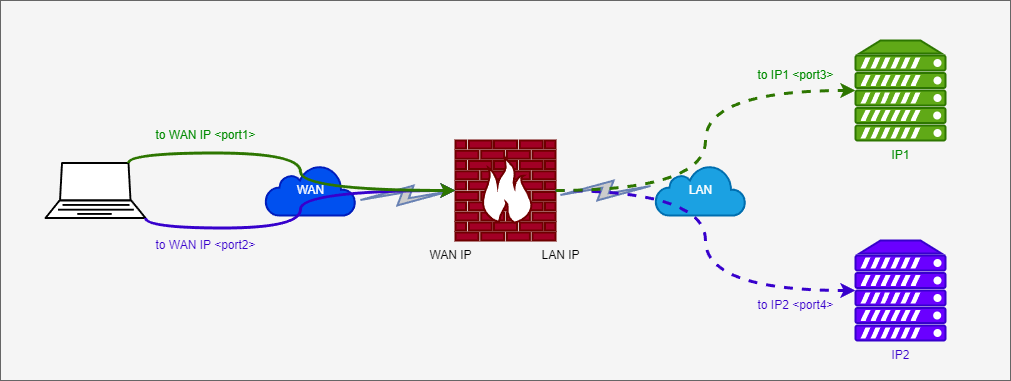 to IP1 <port3>
IP1
to WAN IP <port1>
WAN
LAN
to WAN IP <port2>
WAN IP
LAN IP
to IP2 <port4>
IP2